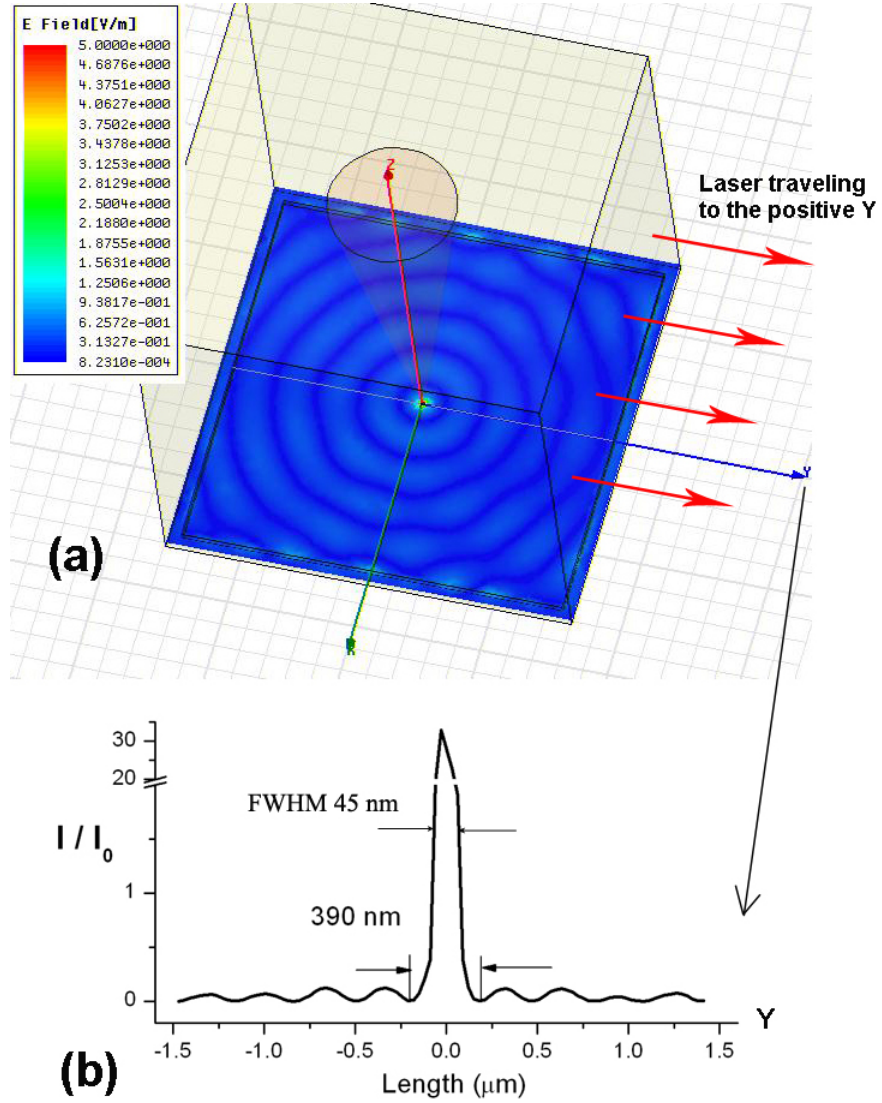 E Field[V/m]
5.0000e+000
4.6876e+000
4.3751e+000
4.0627e+000
3.7502e+000
3.4378e+000
3.1253e+000
2.8129e+000
2.5004e+000
2.1880e+000
1.8755e+000
1.5631e+000
1.2506e+000
9.3817e-001
6.2572e-001
3.1327e-001
8.2310e-004
Z
Laser traveling
to the positive Y
Y
(a)
30
20
FWHM 45 nm
I / I0
1
390 nm
0
Y
-1.5 -1.0 -0.5 0.0 0.5 1.0 1.5
(b)
Length (μm)